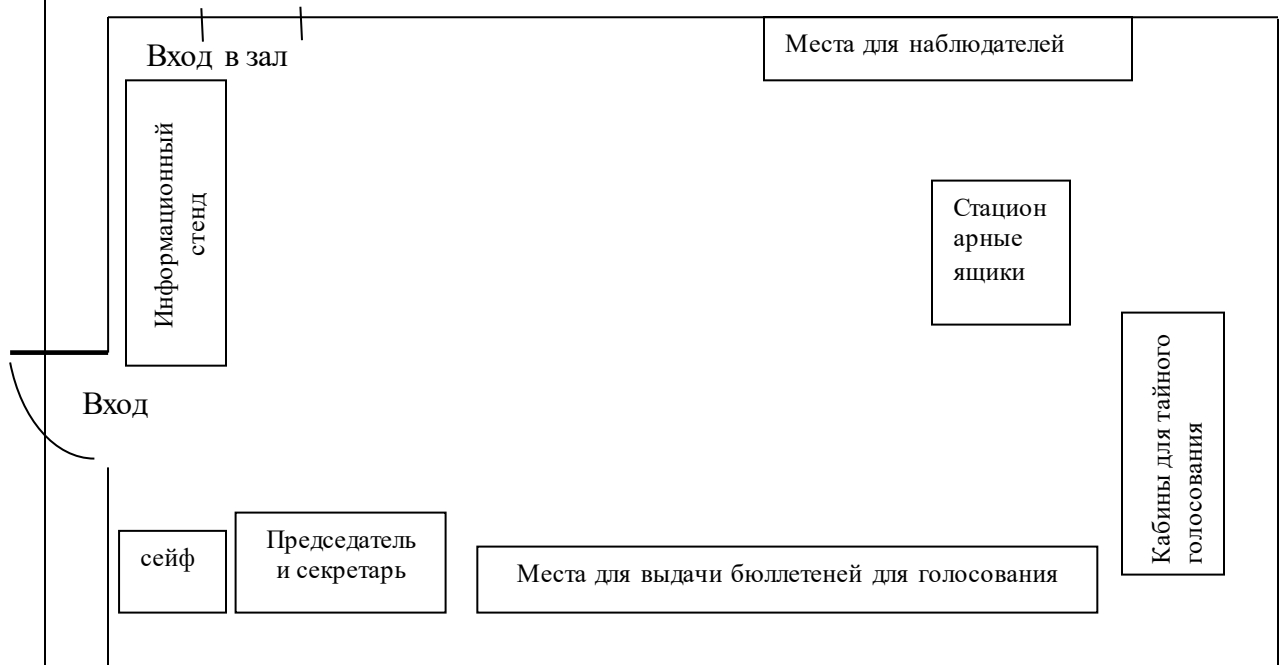 Вход в зал
Места для наблюдателей
Информационный
стенд
Стацион
арные
ящики
Вход
Кабины для тайного
голосования
сейф
Председатель
и секретарь
Места для выдачи бюллетеней для голосования